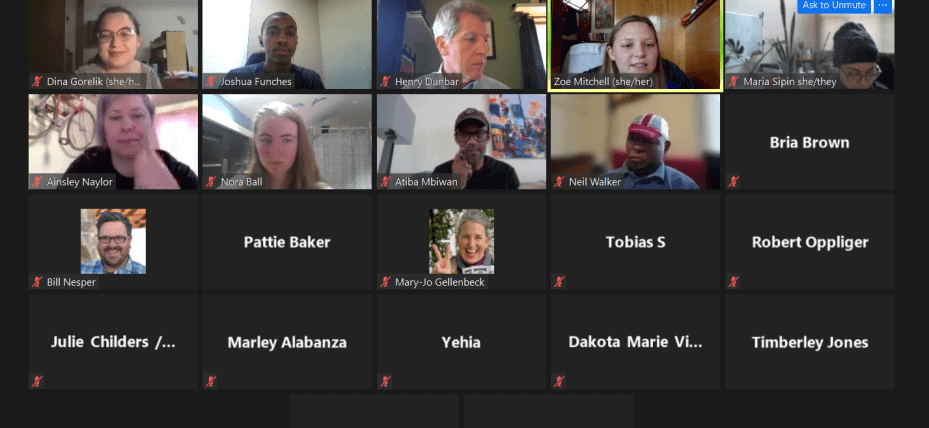 Ask to Unmute
...
Dina Gorelik (she/h...
Joshua Funches
Henry Dunbar
Zoe Mitchell (she/her)
Maria Sipin she/they
Ainsley Naylor
Nora Ball
Atiba Mbiwan
Neil Walker
Bria Brown
Bill Nesper
Pattie Baker
Mary-Jo Gellenbeck
Tobias S
Robert Oppliger
Julie Childers /...
Marley Alabanza
Yehia
Dakota Marie Vi...
Timberley Jones